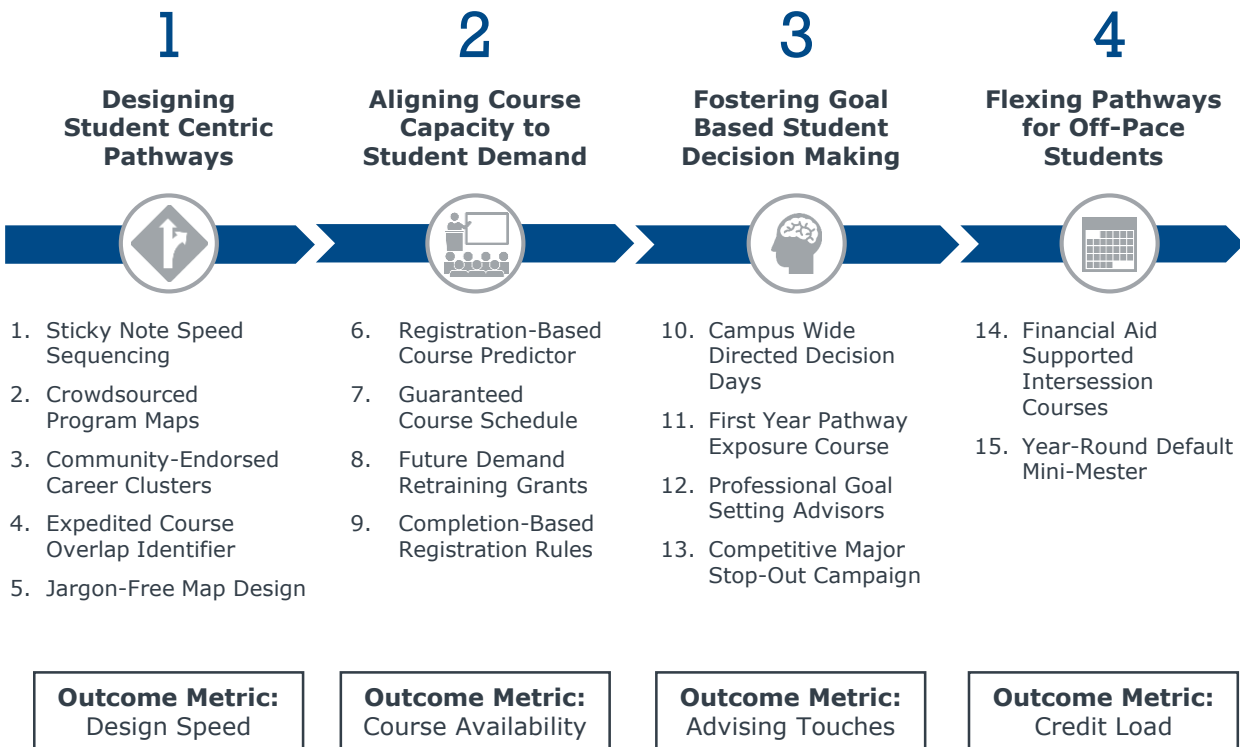 1
Designing
Student Centric
Pathways
1. Sticky Note Speed
Sequencing
2. Crowdsourced
Program Maps
3. Community-Endorsed
Career Clusters
4. Expedited Course
Overlap Identifier
5. Jargon-Free Map Design
Outcome Metric:
Design Speed
2
Aligning Course
Capacity to
Student Demand
6. Registration-Based
Course Predictor
7. Guaranteed
Course Schedule
8. Future Demand
Retraining Grants
9. Completion-Based
Registration Rules
Outcome Metric:
Course Availability
3
Fostering Goal
Based Student
Decision Making
10. Campus Wide
Directed Decision
Days
11. First Year Pathway
Exposure Course
12. Professional Goal
Setting Advisors
13. Competitive Major
Stop-Out Campaign
Outcome Metric:
Advising Touches
4
Flexing Pathways
for Off-Pace
Students
14. Financial Aid
Supported
Intersession
Courses
15. Year-Round Default
Mini-Mester
Outcome Metric:
Credit Load